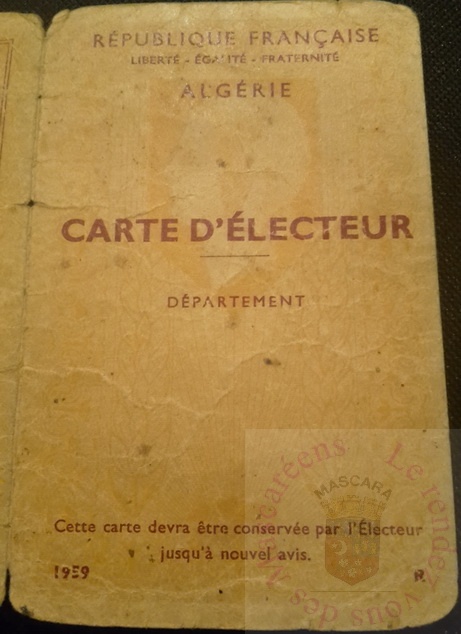 RÉPUBLIQUE FRANÇAISE
LIBERTÉ - ÉGALITÉ - FRATERNITÉ
ALGÉRIE
CARTE D'ÉLECTEUR
DÉPARTEMENT
Cette carte devra être conservée par l'Électeur
jusqu'à nouvel avis.
1959 R
Le rendez vous des Mascaréens
MASCARA